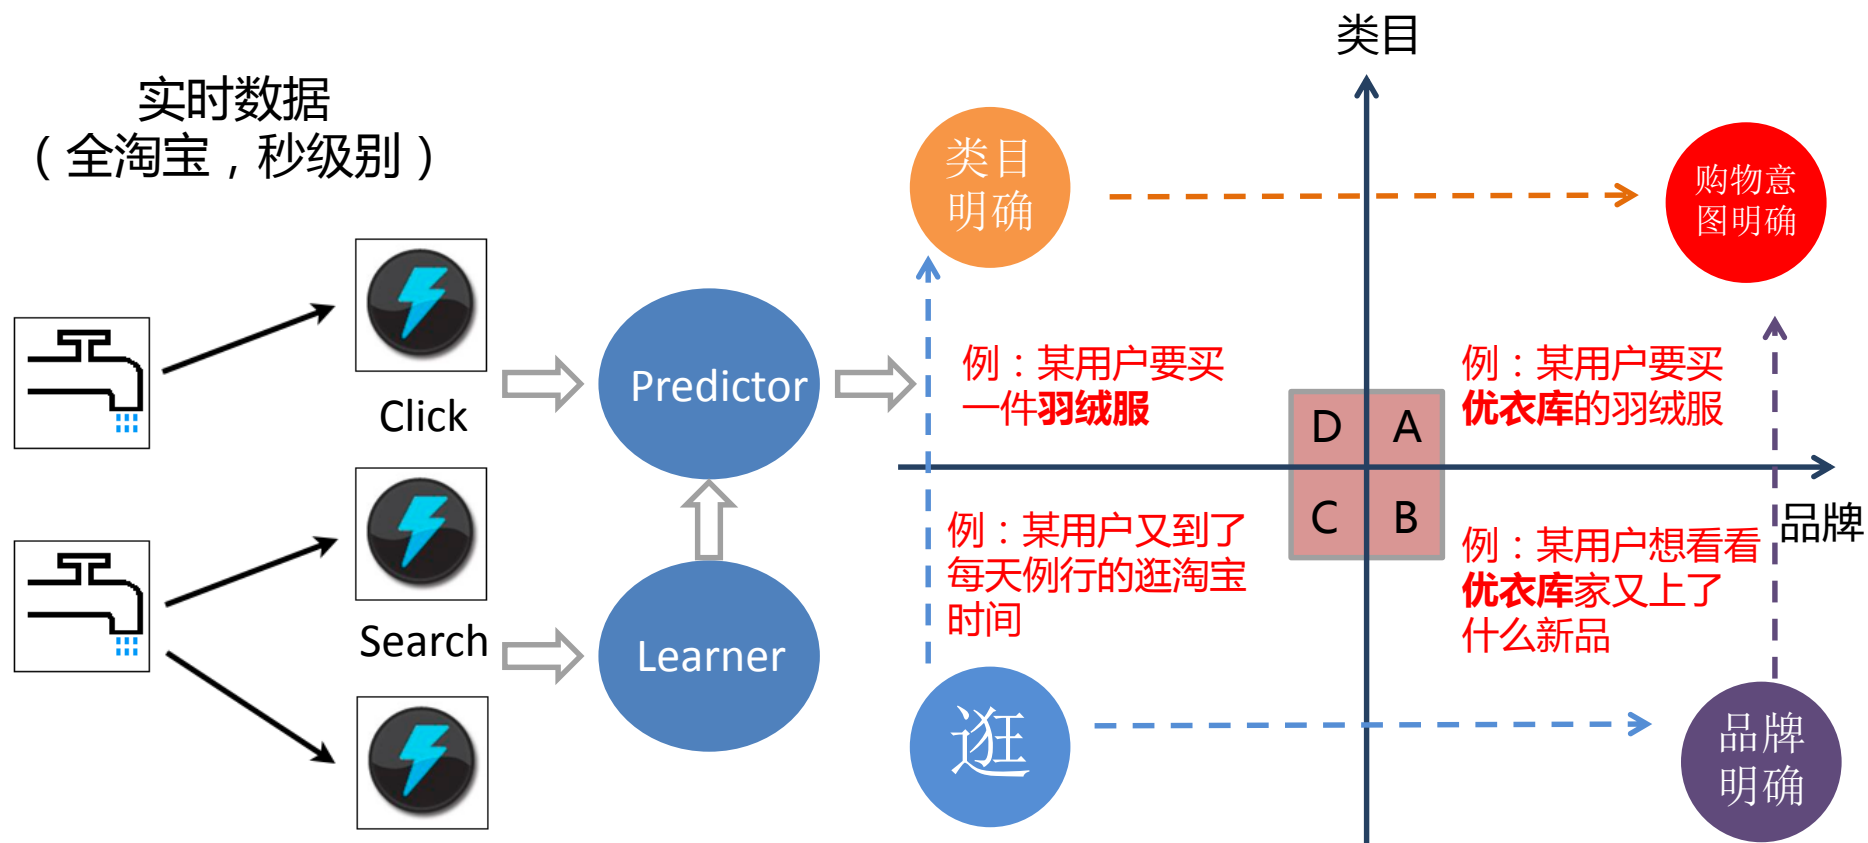 实时数据
（全淘宝，秒级别）
Click
Search
Predictor
Learner
类目
品牌
类目
明确
购物意
图明确
例：某用户要买
一件羽绒服
例：某用户要买
优衣库的羽绒服
D
A
C
B
例：某用户又到了
每天例行的逛淘宝
时间
例：某用户想看看
优衣库家又上了
什么新品
逛
品牌
明确